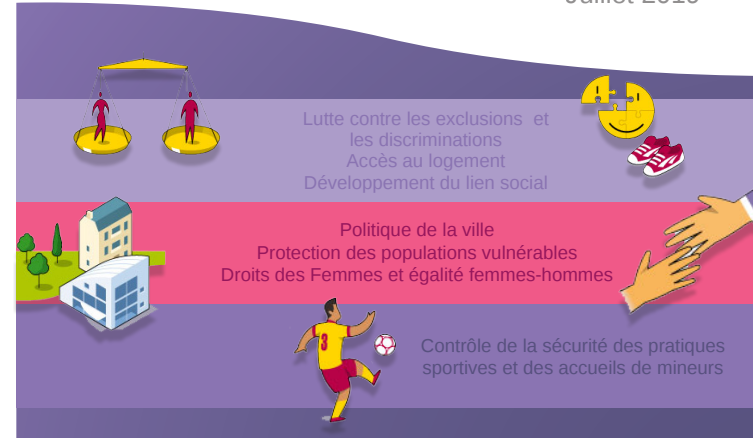 Lutte contre les exclusions et
les discriminations
Accès au logement
Développement du lien social
Politique de la ville
Protection des populations vulnérables
Droits des Femmes et égalité femmes-hommes
3
Contrôle de la sécurité des pratiques
sportives et des accueils de mineurs